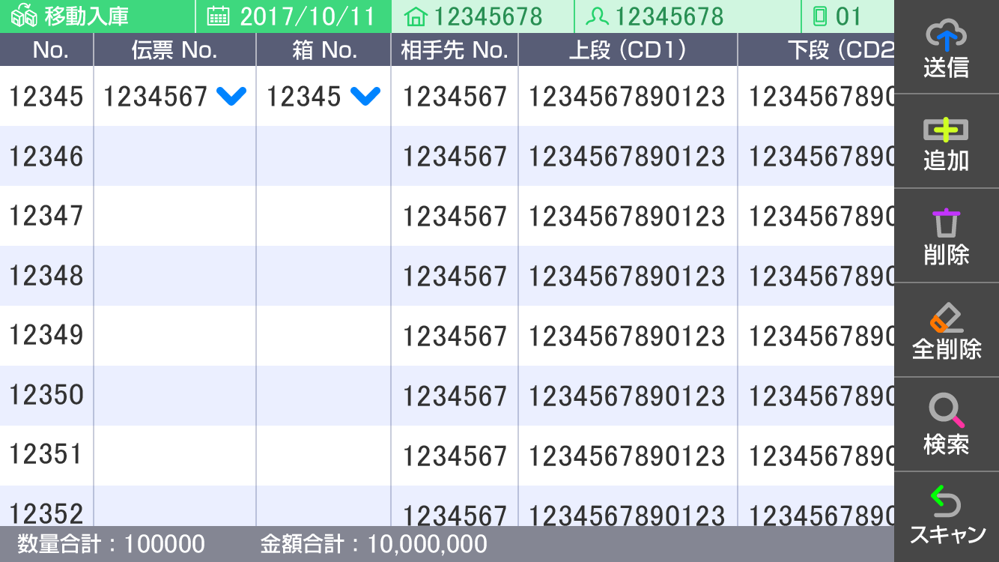 移動入庫 2017/10/11 12345678 12345678 01
No. 伝票 No. 箱 No. 相手先 No. 上段（CD1） 下段（CD2
12345 1234567 12345 1234567 1234567890123 1234567890
12346 1234567 1234567890123 1234567890
12347 1234567 1234567890123 1234567890
12348 1234567 1234567890123 1234567890
12349 1234567 1234567890123 1234567890
12350 1234567 1234567890123 1234567890
12351 1234567 1234567890123 1234567890
12352 1234567 1234567890123 1234567890
数量合計：100000 金額合計：10,000,000
送信
追加
削除
全削除
検索
スキャン